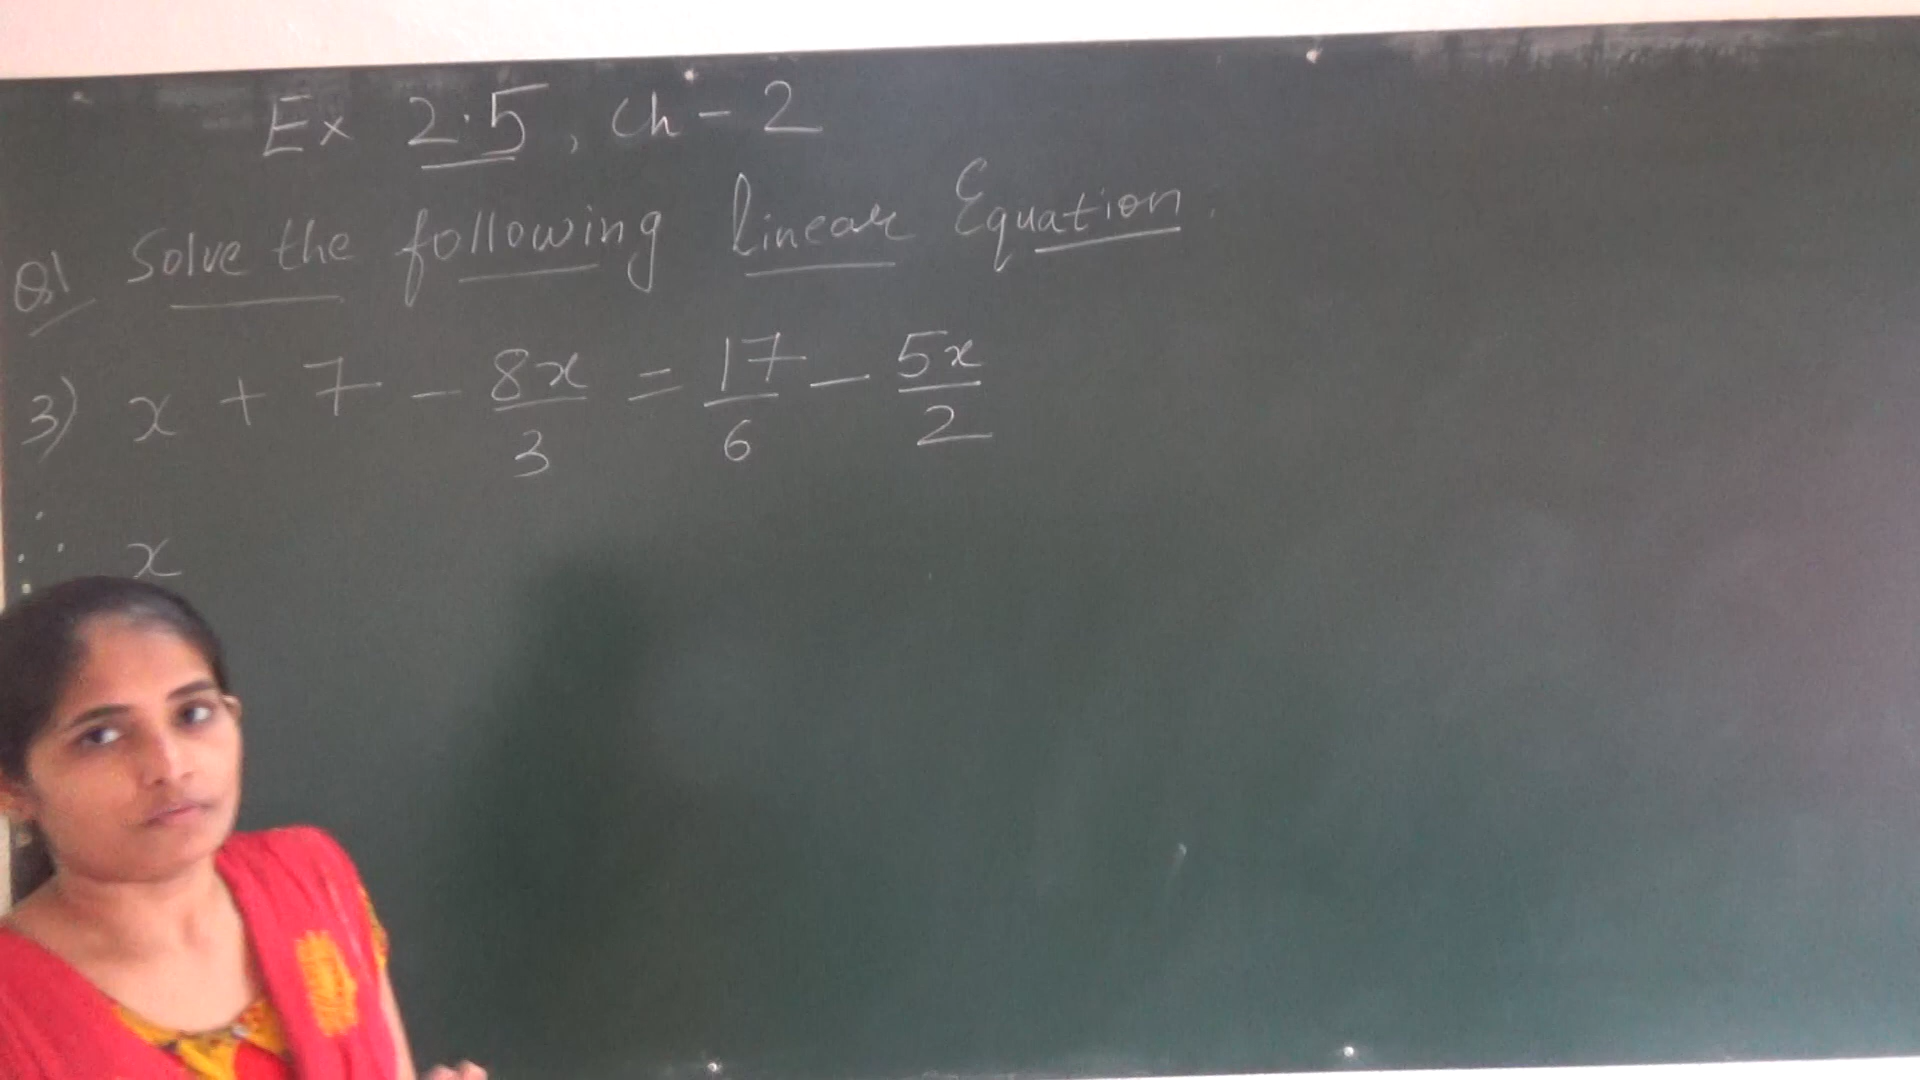 Ex 2.5, Ch - 2
Q1 Solve the following linear Equation.
3) x + 7 - 8x/3 = 17/6 - 5x/2
∴ x